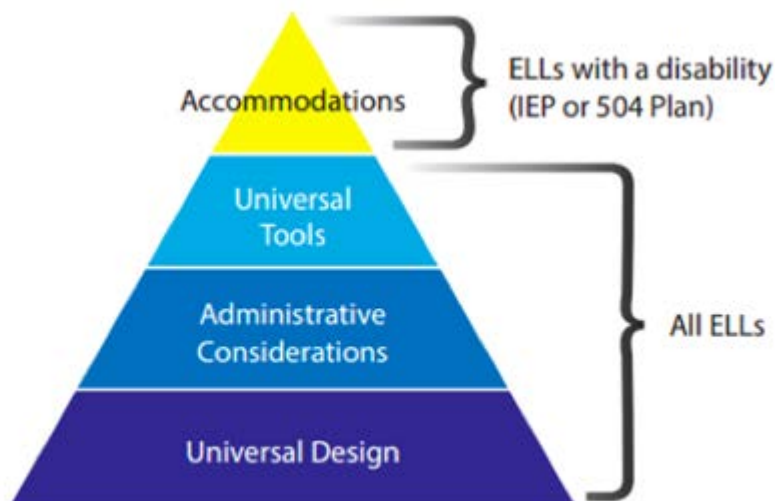 Accommodations
ELLs with a disability
(IEP or 504 Plan)
Universal
Tools
Administrative
Considerations
All ELLs
Universal Design